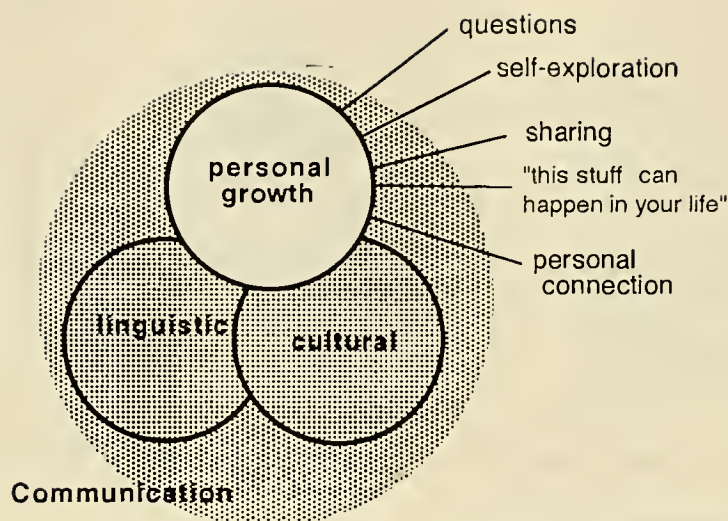 questions
self-exploration
sharing
"this stuff can
happen in your life"
personal
connection
personal
growth
linguistic
cultural
Communication